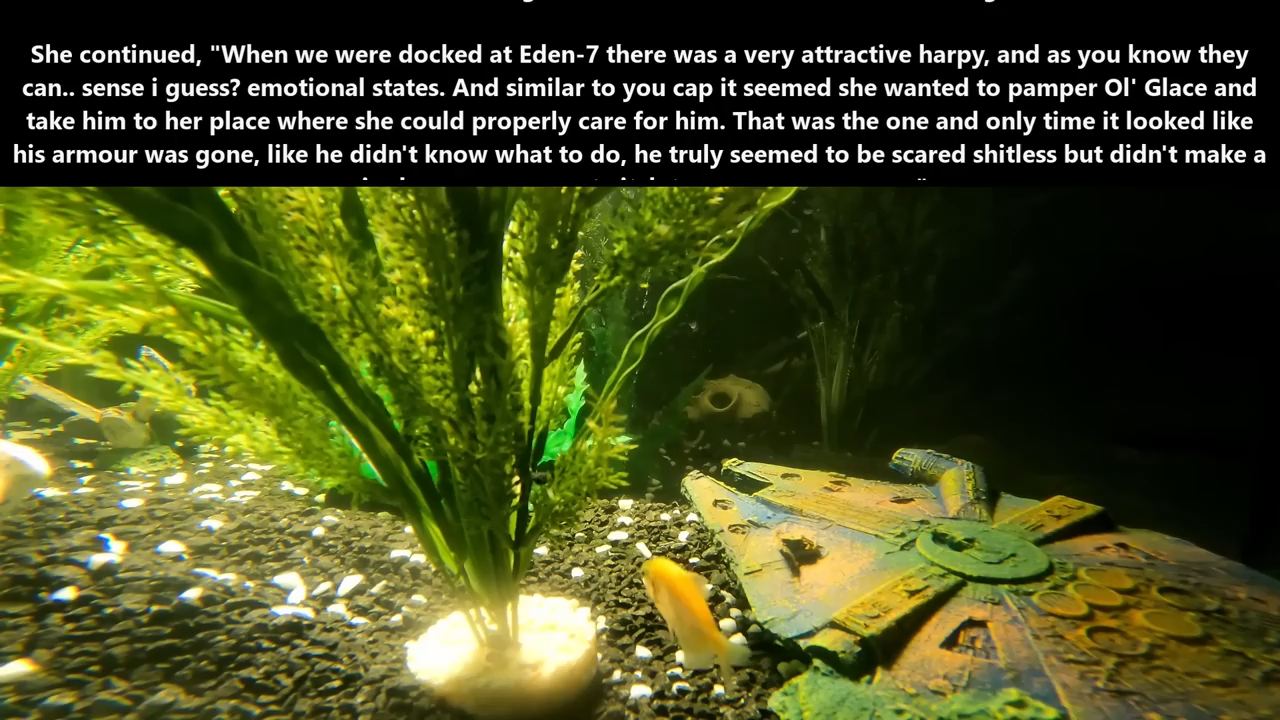 She continued, "When we were docked at Eden-7 there was a very attractive harpy, and as you know they
can.. sense i guess? emotional states. And similar to you cap it seemed she wanted to pamper Ol' Glace and
take him to her place where she could properly care for him. That was the one and only time it looked like
his armour was gone, like he didn't know what to do, he truly seemed to be scared shitless but didn't make a